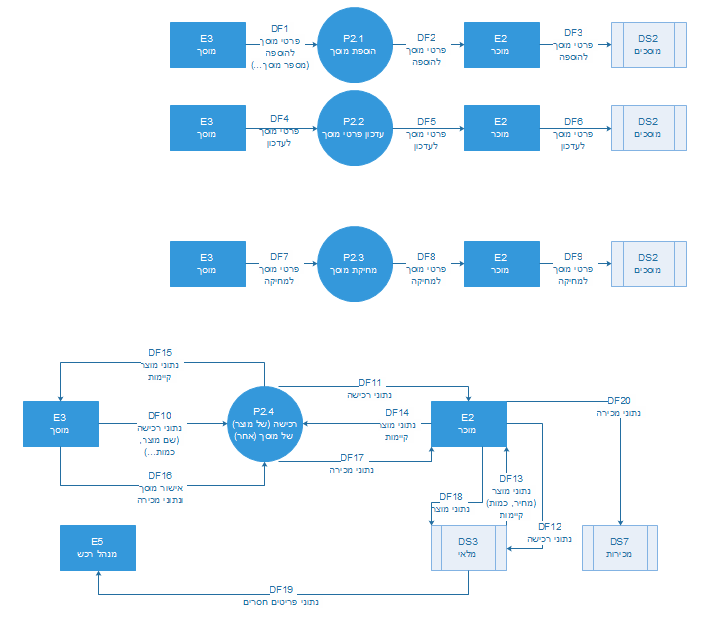 E3
מוסך
DF1
פרטי מוסך
להוספה
(מספר מוסך...)
P2.1
הוספת מוסך
DF2
פרטי מוסך
להוספה
E2
מוכר
DF3
פרטי מוסך
להוספה
DS2
מוסכים
E3
מוסך
DF4
פרטי מוסך
לעדכון
P2.2
עדכון פרטי מוסך
DF5
פרטי מוסך
לעדכון
E2
מוכר
DF6
פרטי מוסך
לעדכון
DS2
מוסכים
E3
מוסך
DF7
פרטי מוסך
למחיקה
P2.3
מחיקת מוסך
DF8
פרטי מוסך
למחיקה
E2
מוכר
DF9
פרטי מוסך
למחיקה
DS2
מוסכים
DF15
נתוני מוצר
קיימות
DF11
נתוני רכישה
E3
מוסך
DF10
נתוני רכישה
(שם מוצר,
כמות...)
P2.4
רכישה (של מוצר)
של מוסך (אחר)
DF14
נתוני מוצר
קיימות
E2
מוכר
DF20
נתוני מכירה
DF16
אישור מוסך
ונתוני מכירה
DF17
נתוני מכירה
DF18
נתוני מוצר
DF13
נתוני מוצר
(מחיר, כמות)
קיימות
DF12
נתוני רכישה
E5
מנהל רכש
DS3
מלאי
DS7
מכירות
DF19
נתוני פריטים חסרים